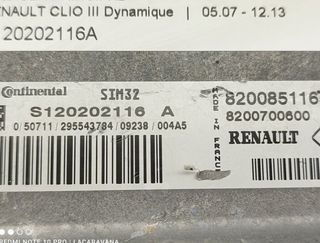 ENAULT CLIO III Dynamique | 05.07 - 12.13
20202116A
Continental SIM32
S120202116 A
0 50711 / 295543784 / 09238 / 004A5
MADE IN FRANCE
820085116
8200700600
RENAULT
REDMI NOTE 10 PRO | LACARAVANA